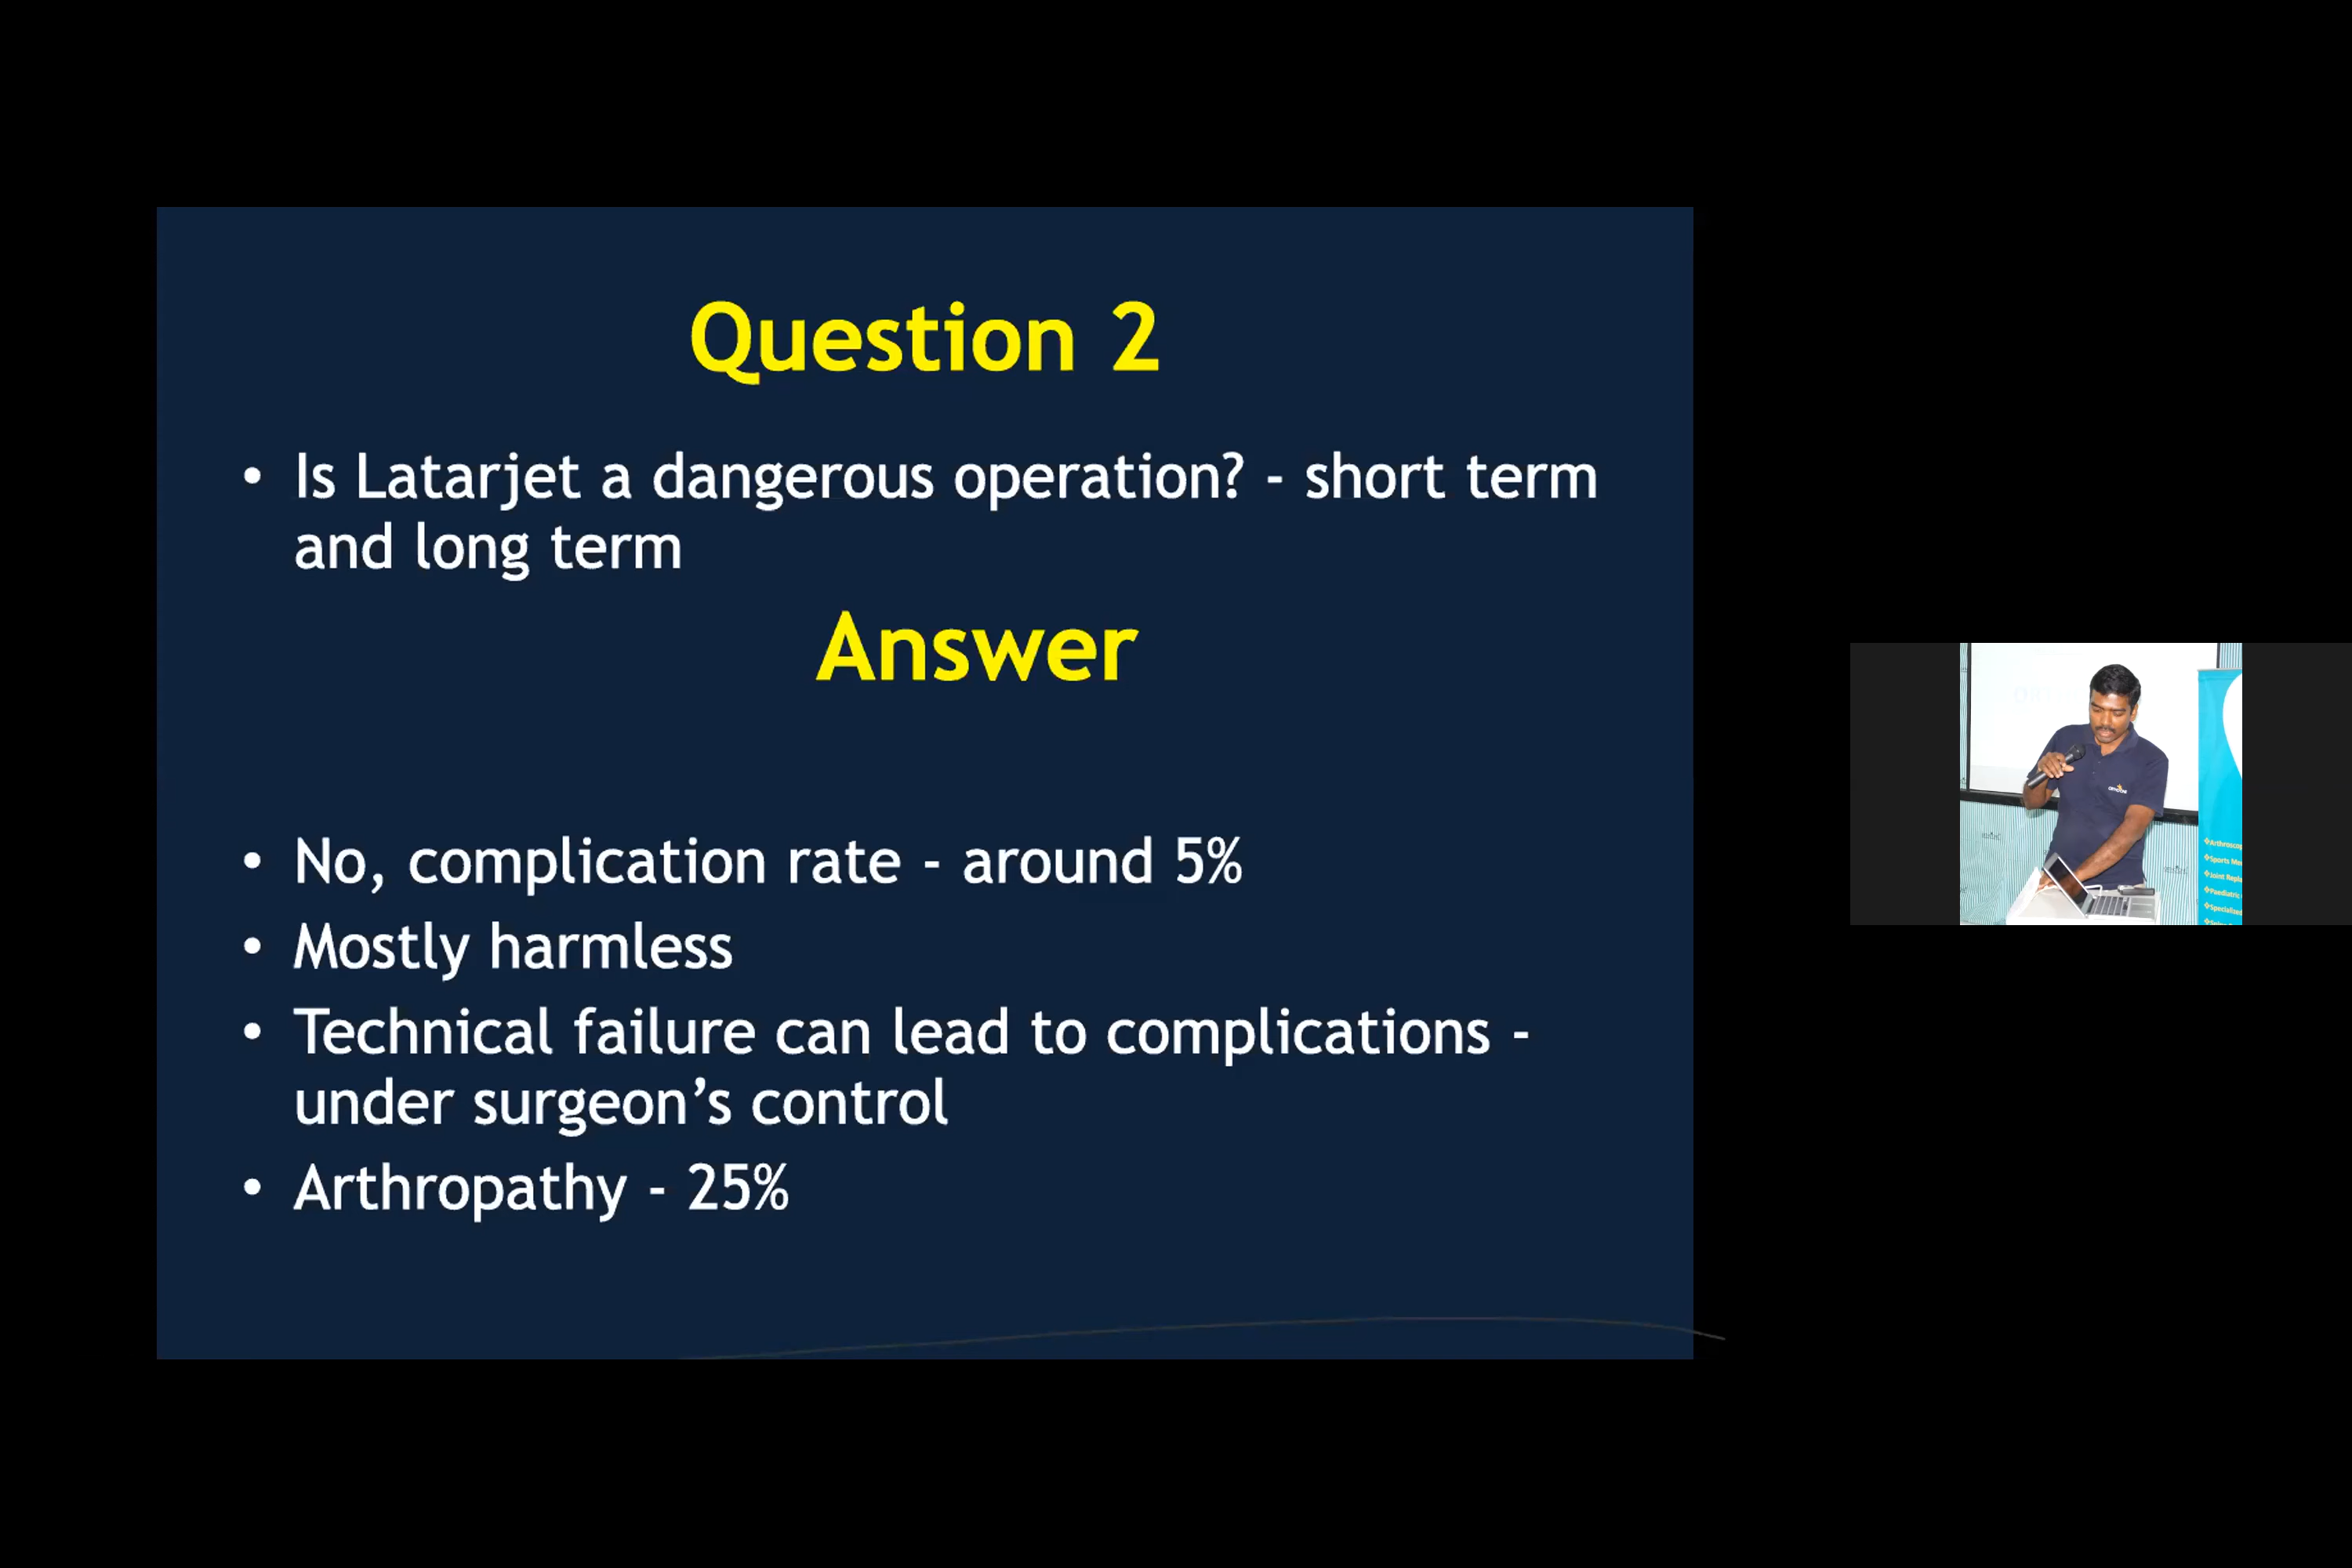 Question 2
• Is Latarjet a dangerous operation? - short term
and long term
Answer
• No, complication rate - around 5%
• Mostly harmless
• Technical failure can lead to complications -
under surgeon’s control
• Arthropathy - 25%